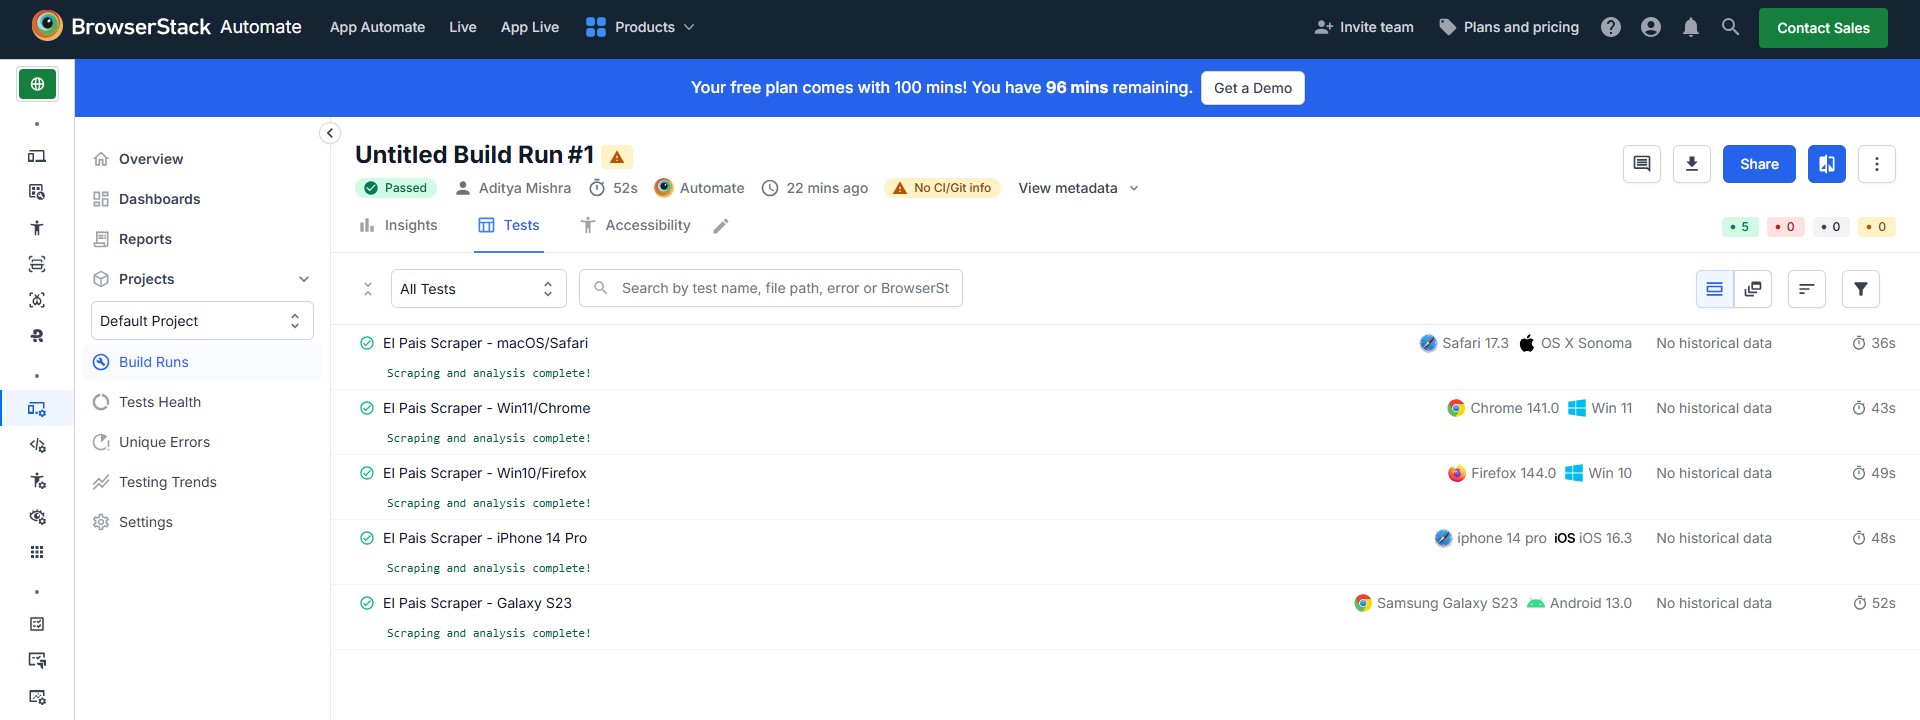 BrowserStack Automate App Automate Live App Live Products Invite team Plans and pricing Contact Sales
Your free plan comes with 100 mins! You have 96 mins remaining. Get a Demo
Overview
Dashboards
Reports
Projects
Default Project
Build Runs
Tests Health
Unique Errors
Testing Trends
Settings
Untitled Build Run #1
Passed Aditya Mishra 52s Automate 22 mins ago No CI/Git info View metadata
Share
Insights Tests Accessibility
5 0 0 0
All Tests Search by test name, file path, error or BrowserSt
El Pais Scraper - macOS/Safari Safari 17.3 OS X Sonoma No historical data 36s
Scraping and analysis complete!
El Pais Scraper - Win11/Chrome Chrome 141.0 Win 11 No historical data 43s
Scraping and analysis complete!
El Pais Scraper - Win10/Firefox Firefox 144.0 Win 10 No historical data 49s
Scraping and analysis complete!
El Pais Scraper - iPhone 14 Pro iphone 14 pro iOS iOS 16.3 No historical data 48s
Scraping and analysis complete!
El Pais Scraper - Galaxy S23 Samsung Galaxy S23 Android 13.0 No historical data 52s
Scraping and analysis complete!